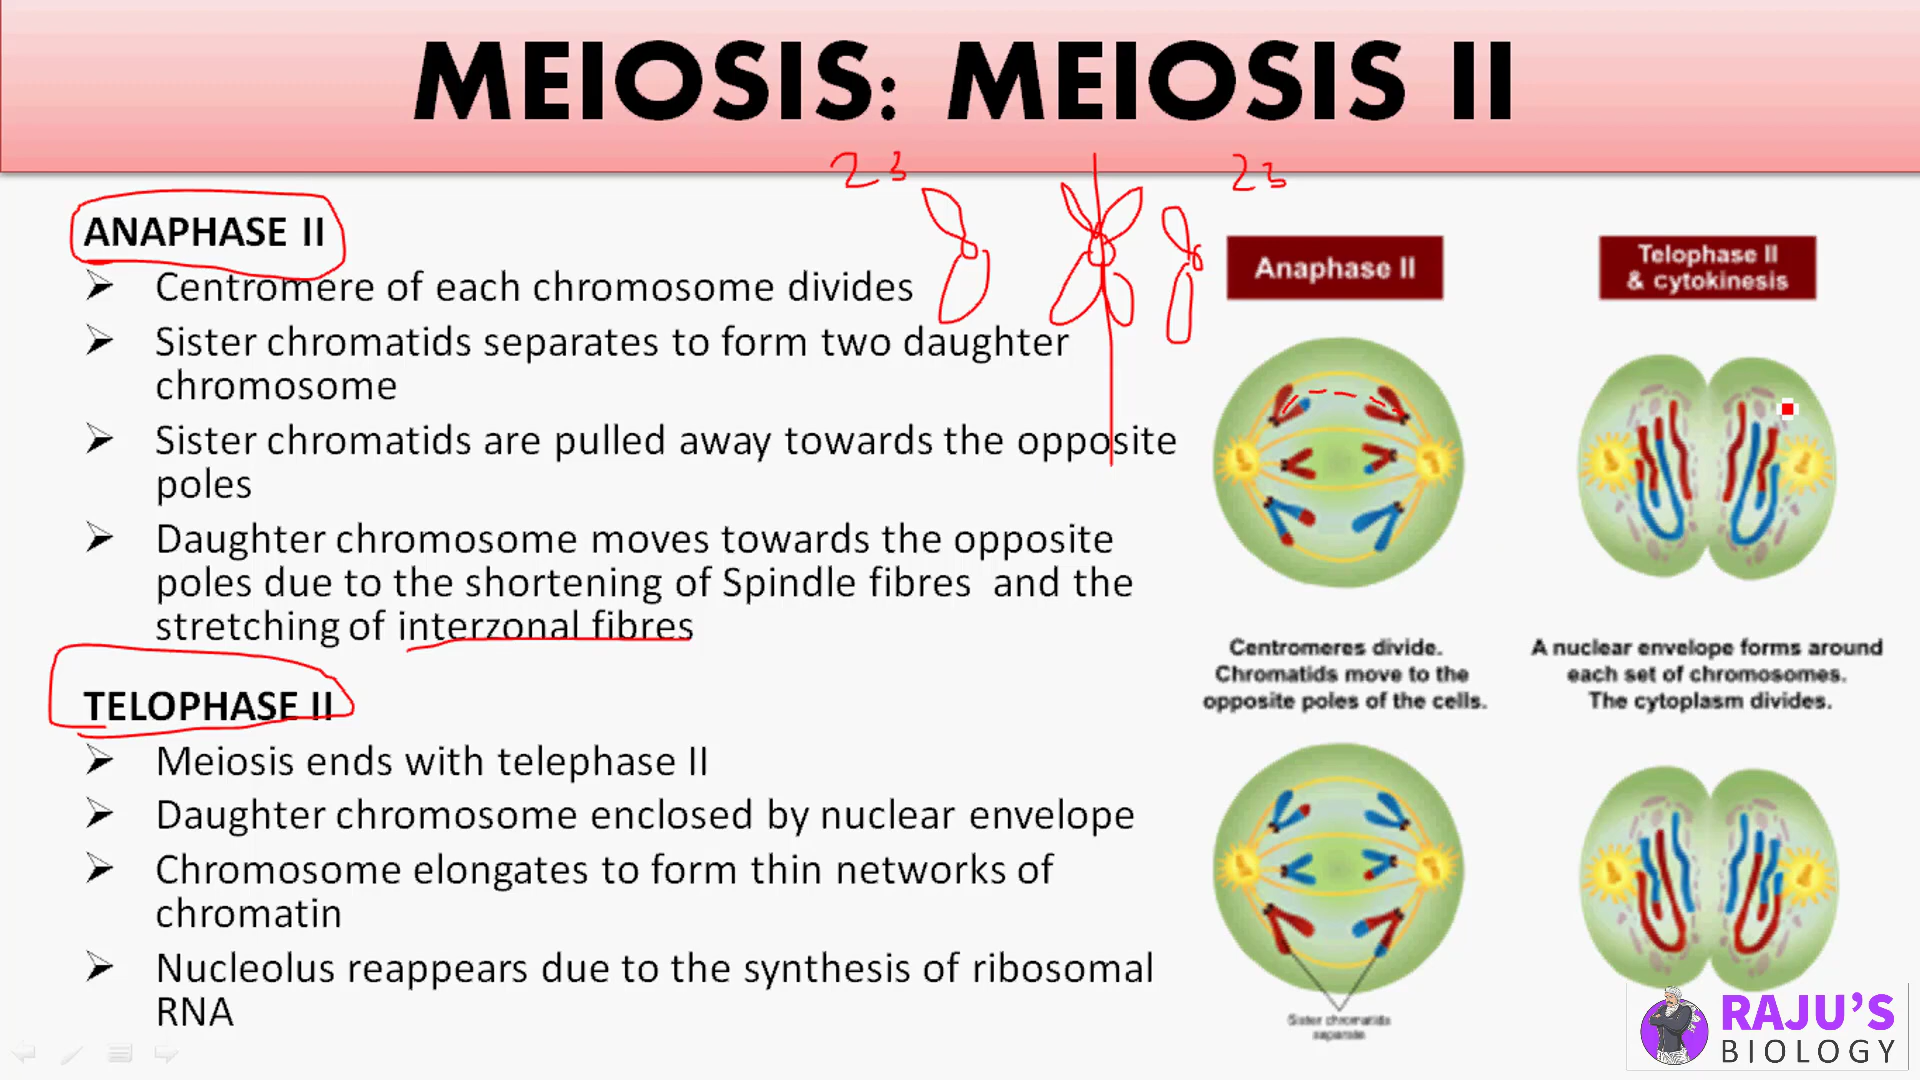 MEIOSIS: MEIOSIS II
23
23
ANAPHASE II
Centromere of each chromosome divides
Sister chromatids separates to form two daughter
chromosome
Sister chromatids are pulled away towards the opposite
poles
Daughter chromosome moves towards the opposite
poles due to the shortening of Spindle fibres and the
stretching of interzonal fibres
TELOPHASE II
Meiosis ends with telephase II
Daughter chromosome enclosed by nuclear envelope
Chromosome elongates to form thin networks of
chromatin
Nucleolus reappears due to the synthesis of ribosomal
RNA
Anaphase II
Centromeres divide.
Chromatids move to the
opposite poles of the cells.
Sister chromatids
separate
Telophase II
& cytokinesis
A nuclear envelope forms around
each set of chromosomes.
The cytoplasm divides.
RAJU'S
BIOLOGY